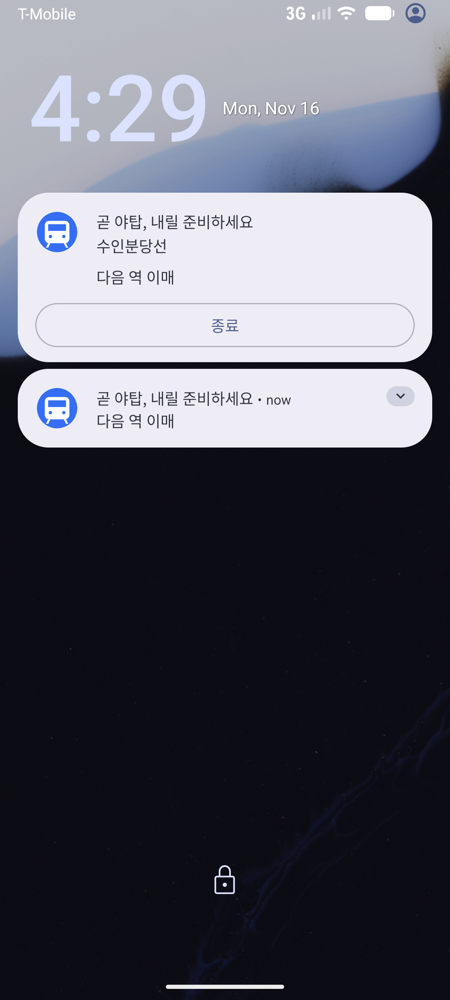 T-Mobile
3G
4:29
Mon, Nov 16
곧 야탑, 내릴 준비하세요
수인분당선
다음 역 이매
종료
곧 야탑, 내릴 준비하세요 • now
다음 역 이매